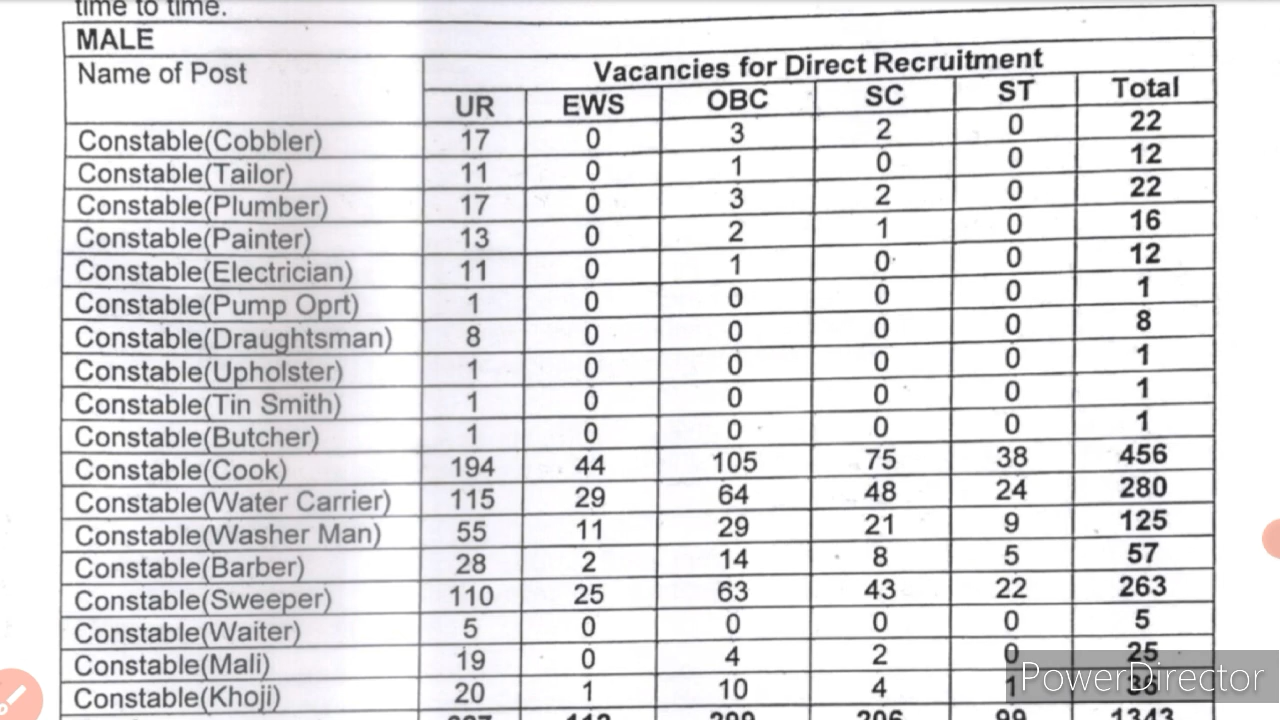 time to time.
MALE
Name of Post Vacancies for Direct Recruitment
UR EWS OBC SC ST Total
Constable(Cobbler) 17 0 3 2 0 22
Constable(Tailor) 11 0 1 0 0 12
Constable(Plumber) 17 0 3 2 0 22
Constable(Painter) 13 0 2 1 0 16
Constable(Electrician) 11 0 1 0 0 12
Constable(Pump Oprt) 1 0 0 0 0 1
Constable(Draughtsman) 8 0 0 0 0 8
Constable(Upholster) 1 0 0 0 0 1
Constable(Tin Smith) 1 0 0 0 0 1
Constable(Butcher) 1 0 0 0 0 1
Constable(Cook) 194 44 105 75 38 456
Constable(Water Carrier) 115 29 64 48 24 280
Constable(Washer Man) 55 11 29 21 9 125
Constable(Barber) 28 2 14 8 5 57
Constable(Sweeper) 110 25 63 43 22 263
Constable(Waiter) 5 0 0 0 0 5
Constable(Mali) 19 0 4 2 0 25
Constable(Khoji) 20 1 10 4 1
1343
PowerDirector